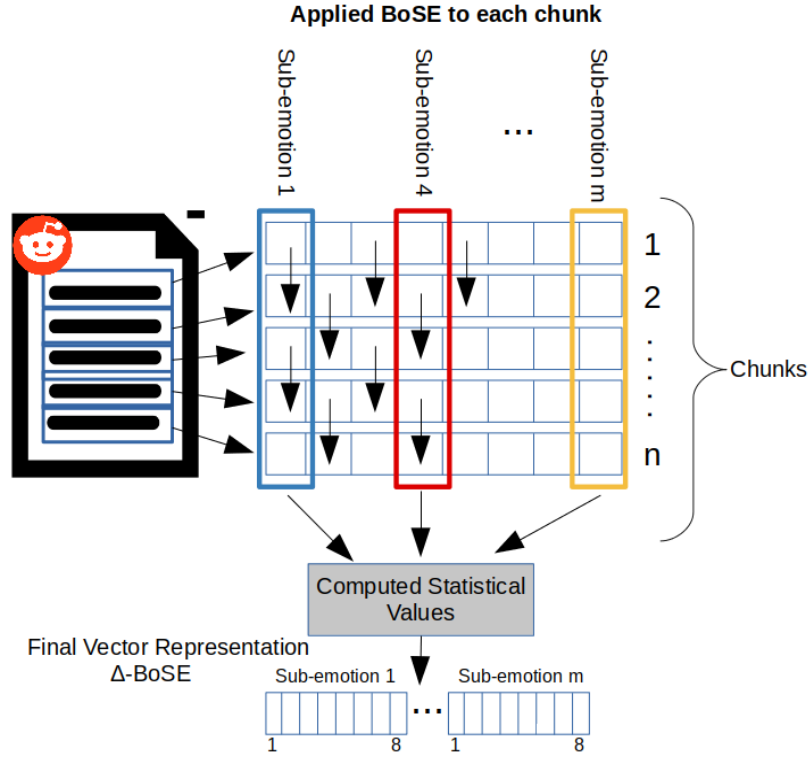 Applied BoSE to each chunk
Sub-emotion 1
Sub-emotion 4
...
Sub-emotion m
1
2
n
Chunks
Computed Statistical
Values
Final Vector Representation
Δ-BoSE
Sub-emotion 1
Sub-emotion m
...
1
8
1
8